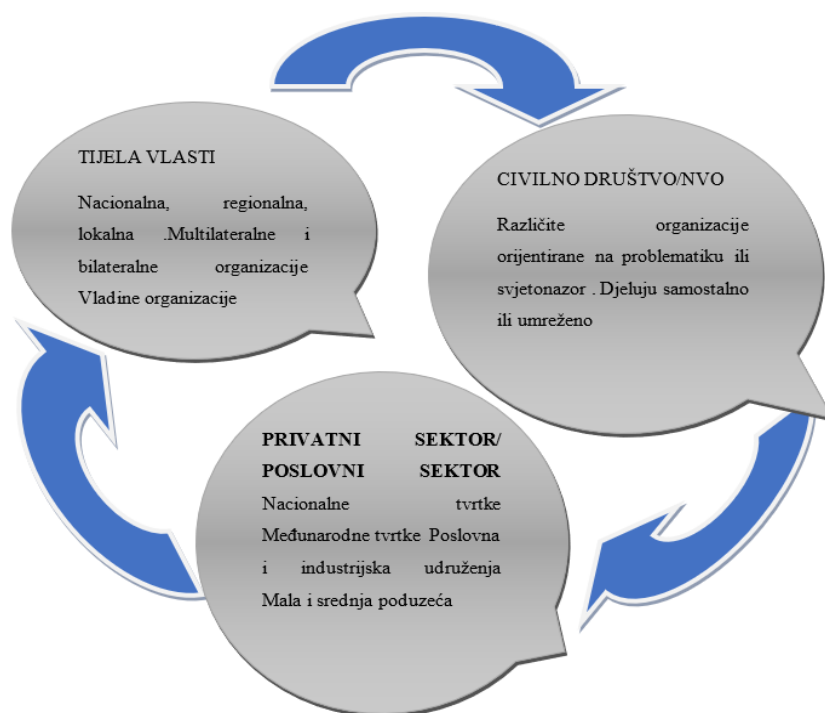 TIJELA VLASTI
Nacionalna, regionalna,
lokalna .Multilateralne i
bilateralne organizacije
Vladine organizacije
CIVILNO DRUŠTVO/NVO
Različite organizacije
orijentirane na problematiku ili
svjetonazor . Djeluju samostalno
ili umreženo
PRIVATNI SEKTOR/
POSLOVNI SEKTOR
Nacionalne tvrtke
Međunarodne tvrtke Poslovna
i industrijska udruženja
Mala i srednja poduzeća